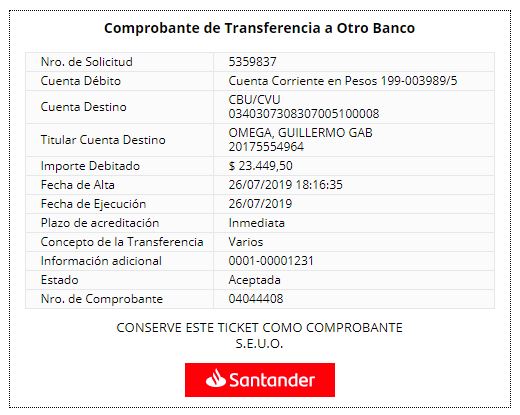 Comprobante de Transferencia a Otro Banco
Nro. de Solicitud 5359837
Cuenta Débito Cuenta Corriente en Pesos 199-003989/5
Cuenta Destino CBU/CVU
0340307308307005100008
Titular Cuenta Destino OMEGA, GUILLERMO GAB
20175554964
Importe Debitado $ 23.449,50
Fecha de Alta 26/07/2019 18:16:35
Fecha de Ejecución 26/07/2019
Plazo de acreditación Inmediata
Concepto de la Transferencia Varios
Información adicional 0001-00001231
Estado Aceptada
Nro. de Comprobante 04044408
CONSERVE ESTE TICKET COMO COMPROBANTE
S.E.U.O.
Santander